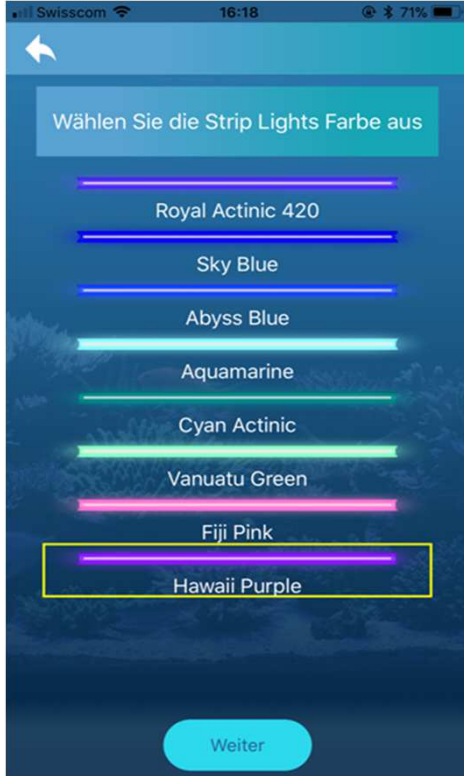 Swisscom 16:18 71%
Wählen Sie die Strip Lights Farbe aus
Royal Actinic 420
Sky Blue
Abyss Blue
Aquamarine
Cyan Actinic
Vanuatu Green
Fiji Pink
Hawaii Purple
Weiter